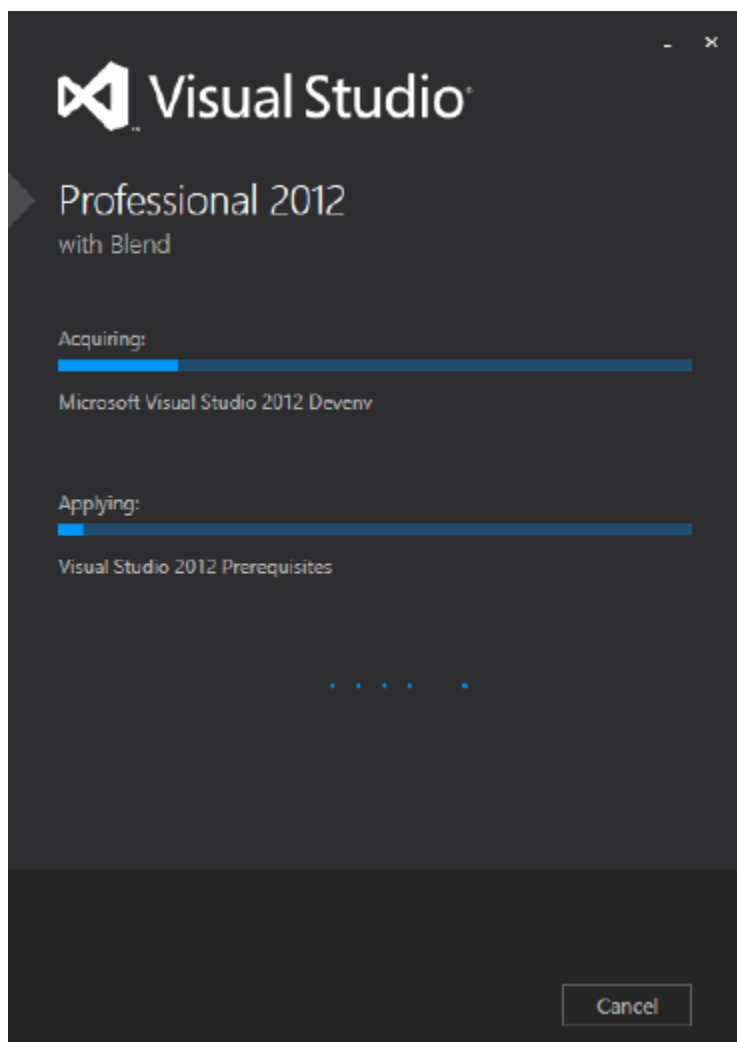 Visual Studio®
Professional 2012
with Blend
Acquiring:
Microsoft Visual Studio 2012 Devenv
Applying:
Visual Studio 2012 Prerequisites
Cancel